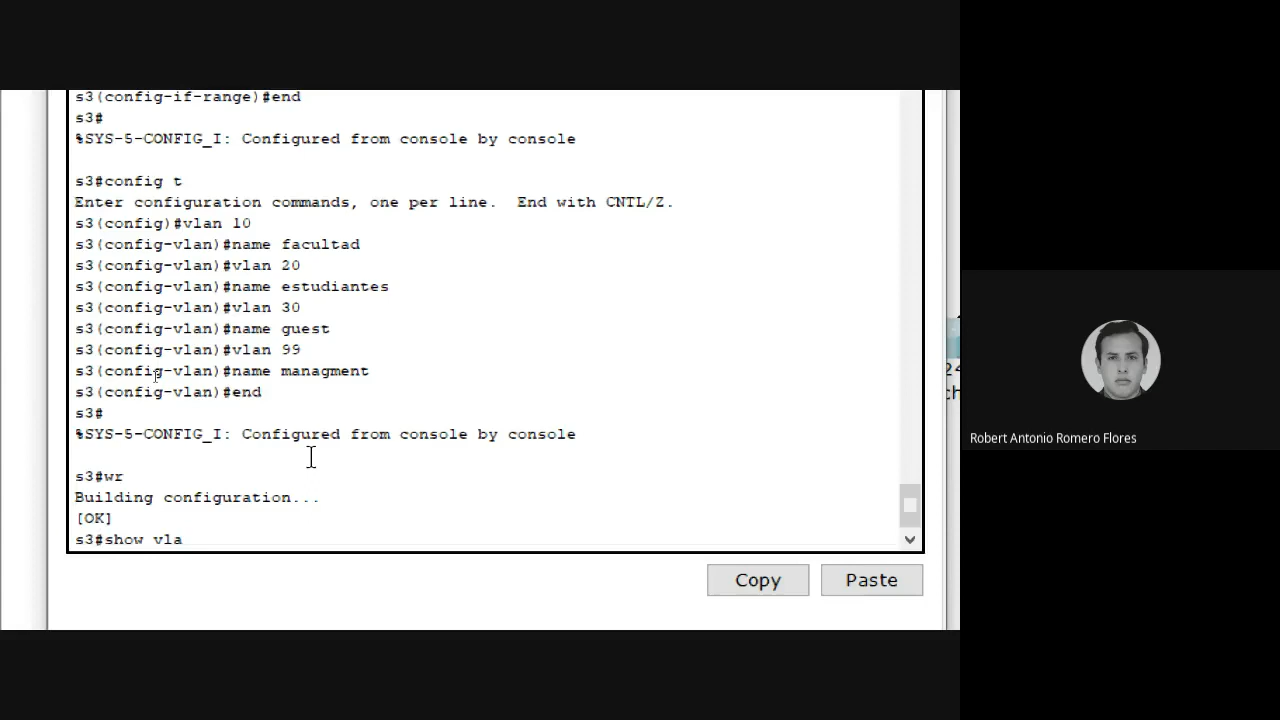 s3(config-if-range)#end
s3#
%SYS-5-CONFIG_I: Configured from console by console
s3#config t
Enter configuration commands, one per line.  End with CNTL/Z.
s3(config)#vlan 10
s3(config-vlan)#name facultad
s3(config-vlan)#vlan 20
s3(config-vlan)#name estudiantes
s3(config-vlan)#vlan 30
s3(config-vlan)#name guest
s3(config-vlan)#vlan 99
s3(config-vlan)#name managment
s3(config-vlan)#end
s3#
%SYS-5-CONFIG_I: Configured from console by console
s3#wr
Building configuration...
[OK]
s3#show vla
Copy
Paste
Robert Antonio Romero Flores